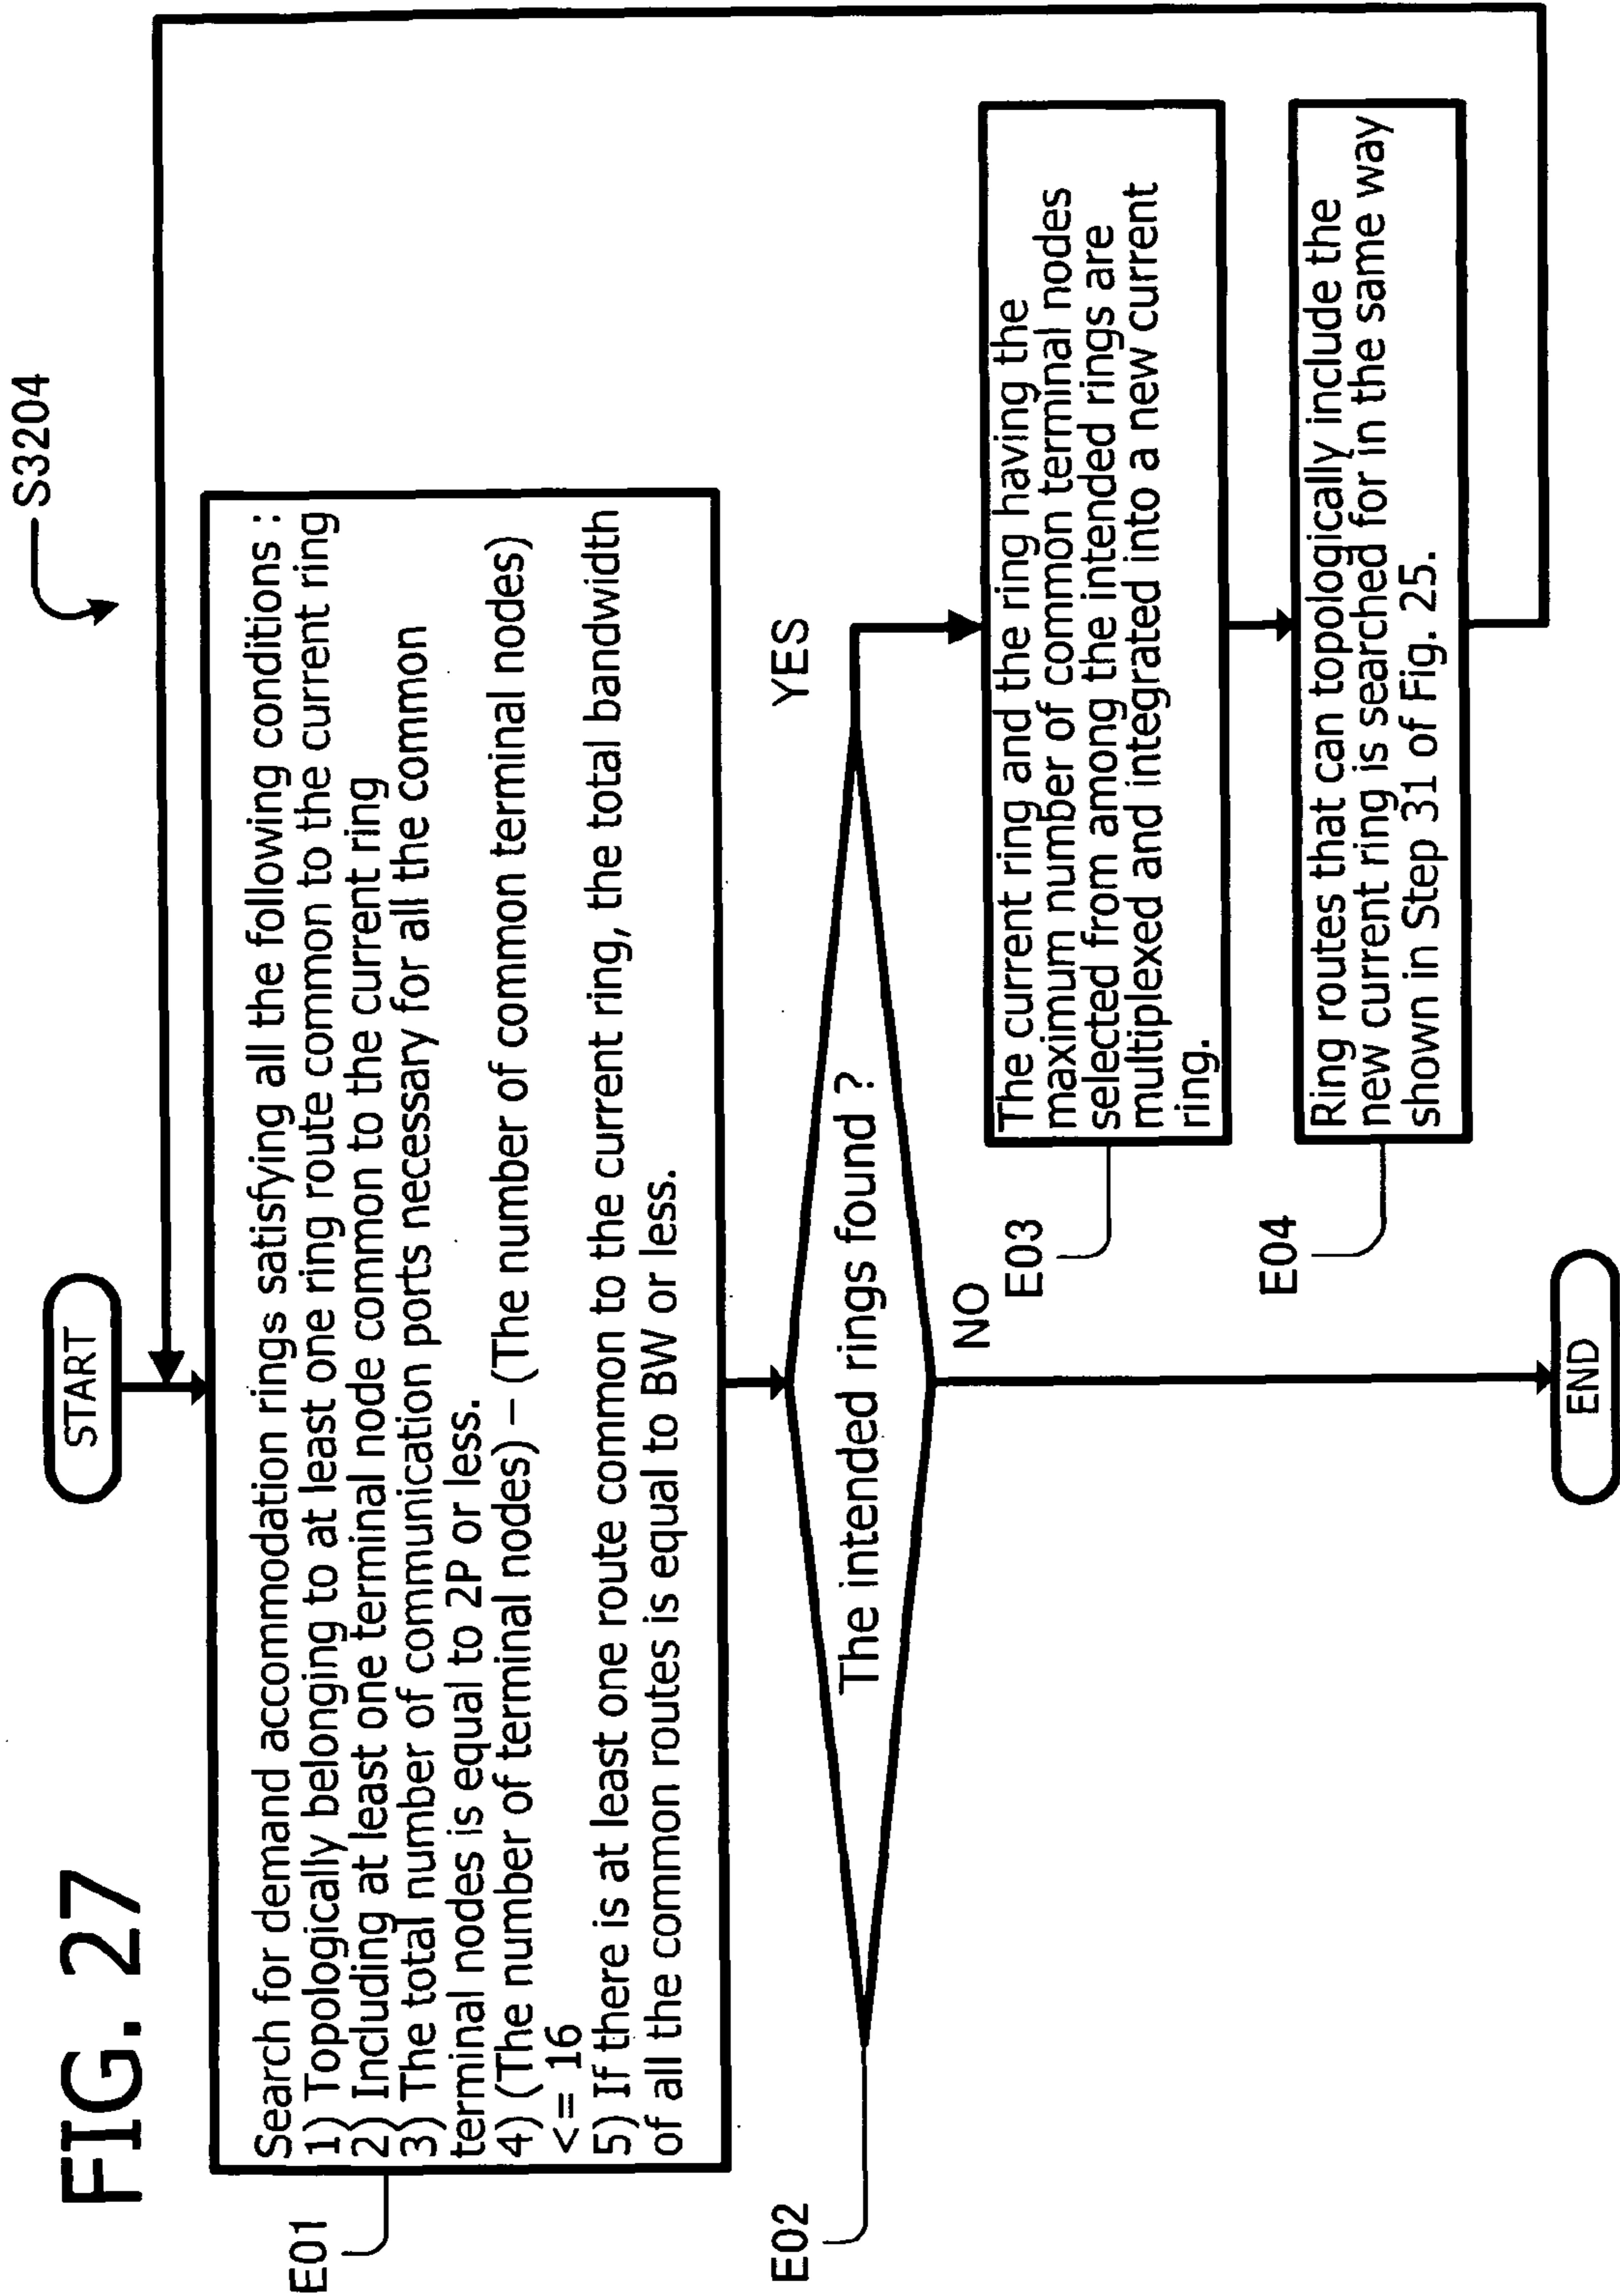 FIG. 27
S3204
START
E01
Search for demand accommodation rings satisfying all the following conditions :
1) Topologically belonging to at least one ring route common to the current ring
2) Including at least one terminal node common to the current ring
3) The total number of communication ports necessary for all the common
terminal nodes is equal to 2P or less.
4) (The number of terminal nodes) – (The number of common terminal nodes)
<= 16
5) If there is at least one route common to the current ring, the total bandwidth
of all the common routes is equal to BW or less.
E02
The intended rings found ?
YES
NO
E03
The current ring and the ring having the
maximum number of common terminal nodes
selected from among the intended rings are
multiplexed and integrated into a new current
ring.
E04
Ring routes that can topologically include the
new current ring is searched for in the same way
shown in Step 31 of Fig. 25.
END